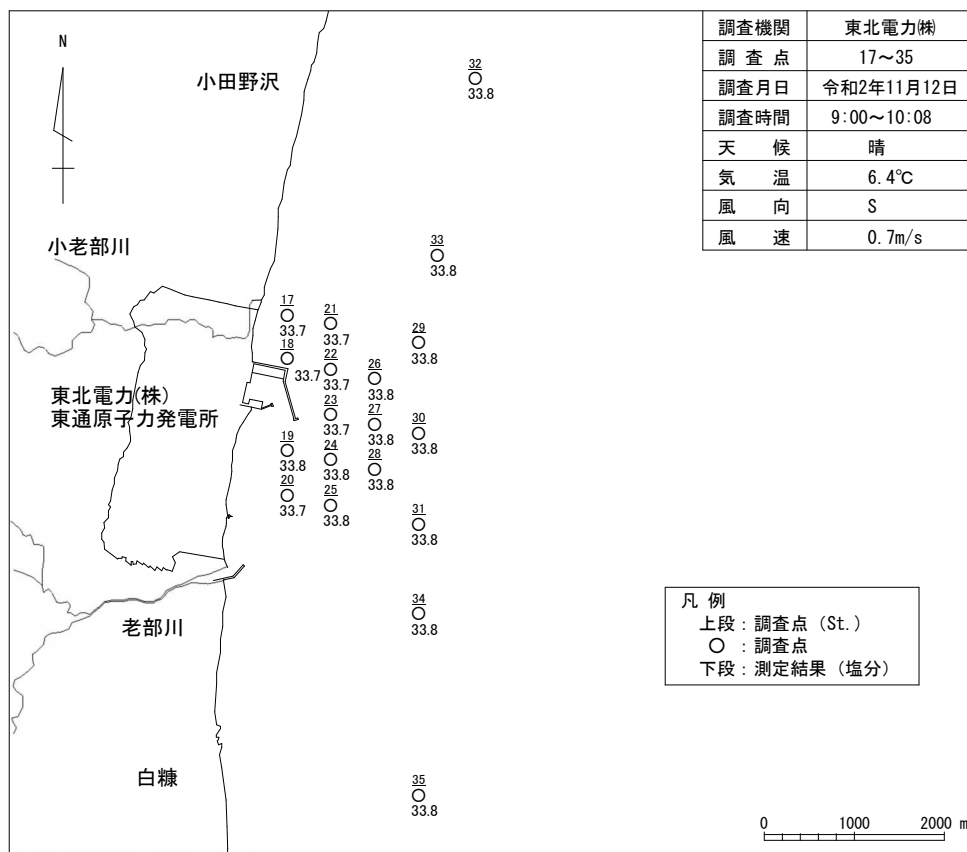 調査機関 東北電力㈱
調査点 17～35
調査月日 令和2年11月12日
調査時間 9:00～10:08
天候 晴
気温 6.4℃
風向 S
風速 0.7m/s
N
小田野沢
32
33.8
小老部川
33
33.8
17
33.7
21
33.7
29
33.8
18
33.7
22
33.7
26
33.8
東北電力(株)
東通原子力発電所
23
33.7
27
33.8
30
33.8
19
33.8
24
33.8
28
33.8
20
33.7
25
33.8
31
33.8
老部川
34
33.8
凡例
上段：調査点（St.）
○：調査点
下段：測定結果（塩分）
白糠
35
33.8
0 1000 2000 m